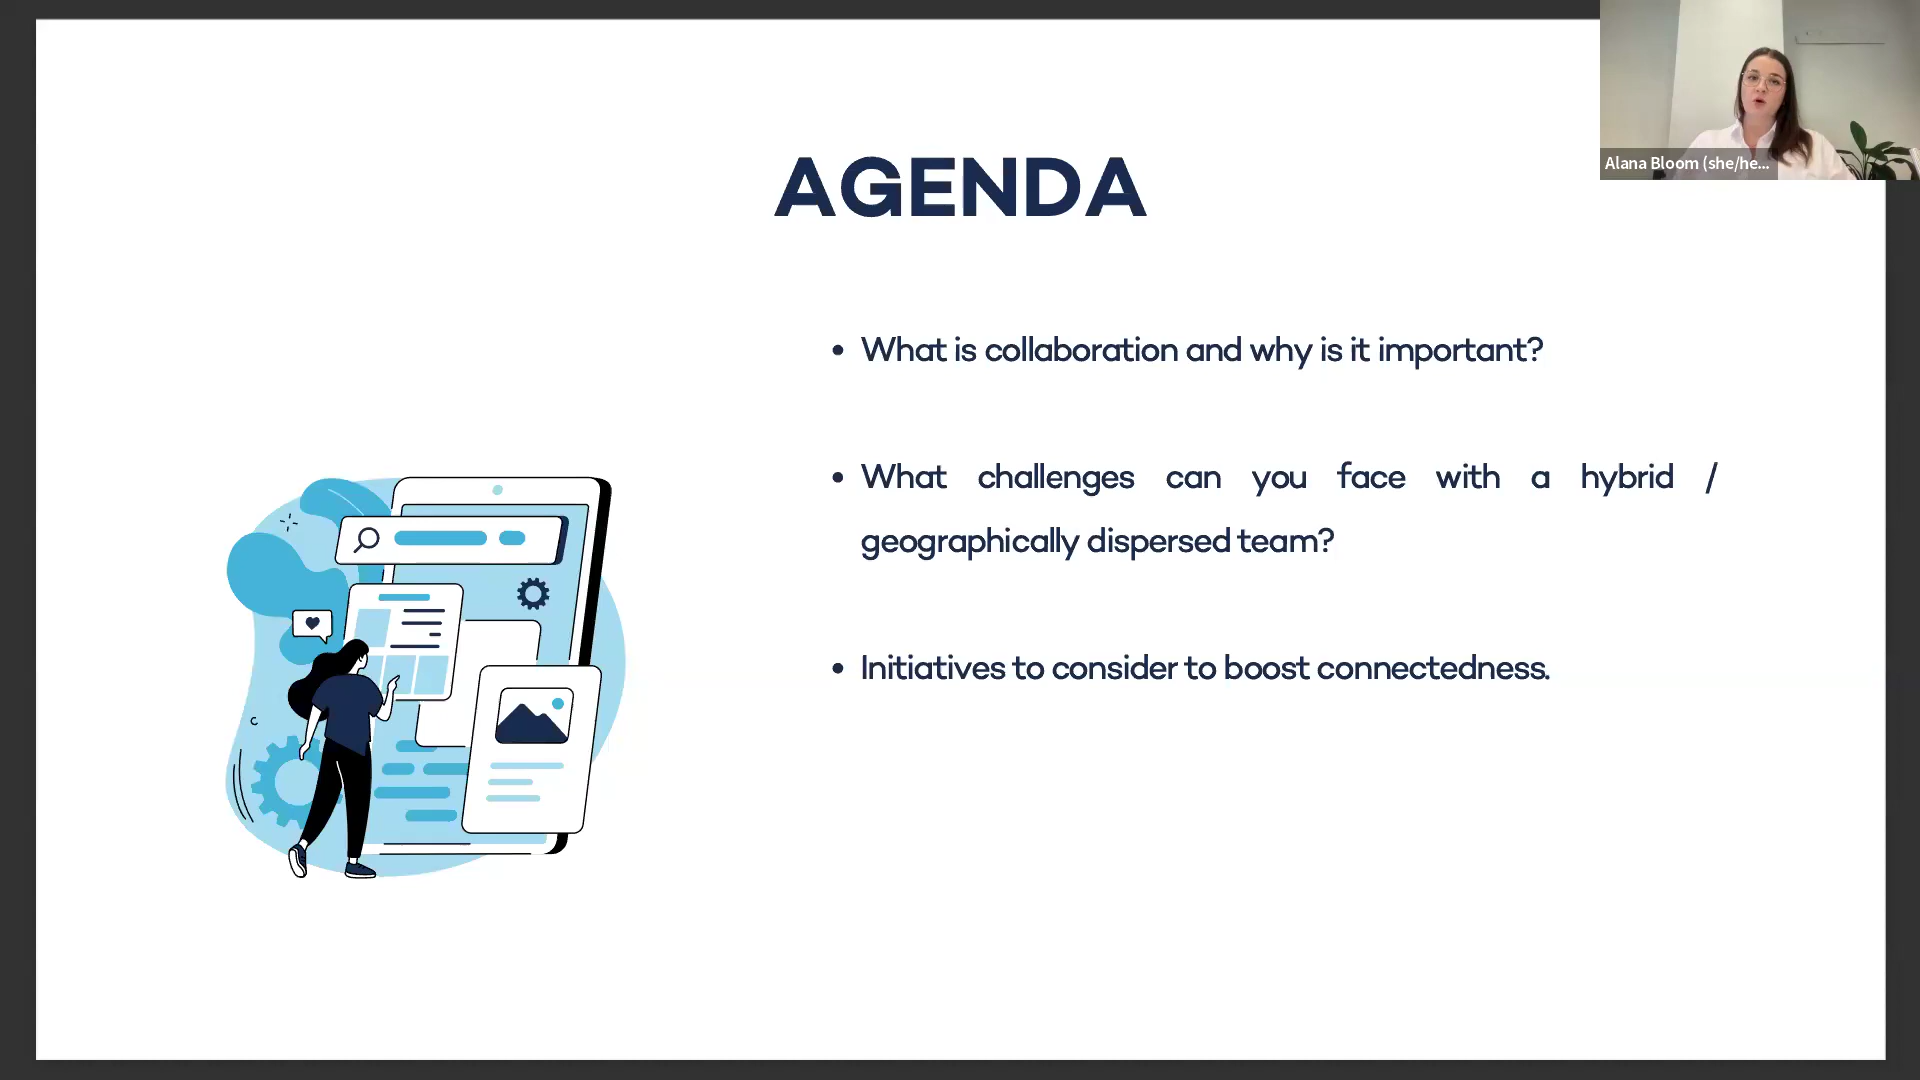 AGENDA
Alana Bloom (she/he...
• What is collaboration and why is it important?
• What challenges can you face with a hybrid /
geographically dispersed team?
• Initiatives to consider to boost connectedness.